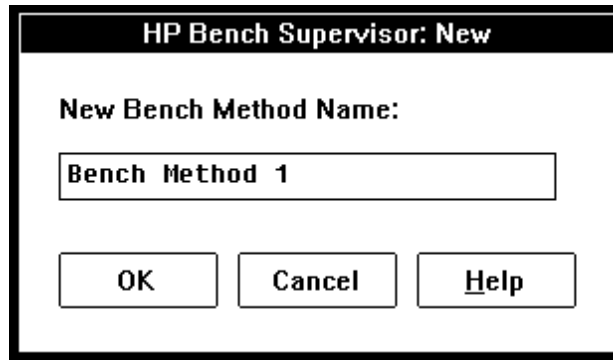 HP Bench Supervisor: New
New Bench Method Name:
Bench Method 1
OK Cancel Help